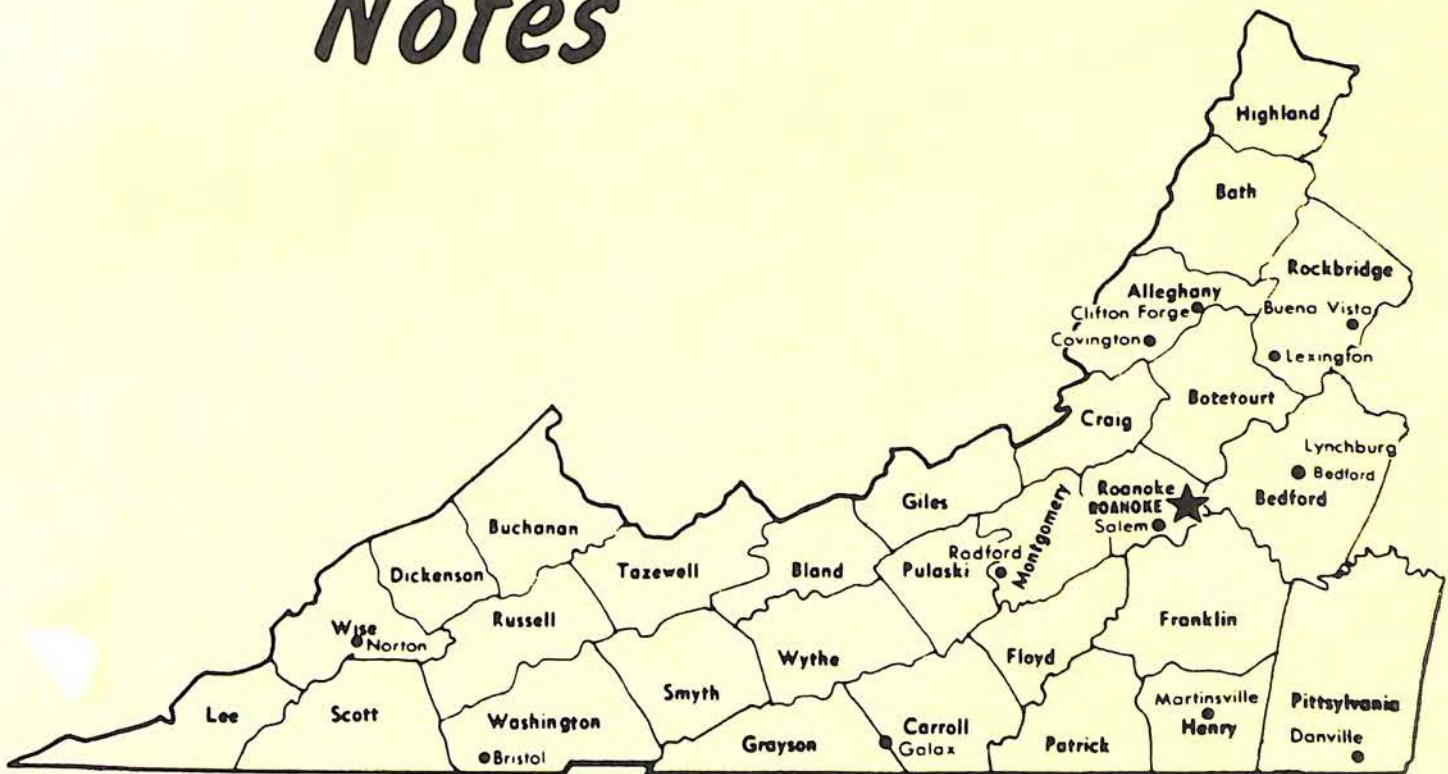 Notes
Highland
Bath
Rockbridge
Alleghany
Clifton Forge
Buena Vista
Covington
Lexington
Botetourt
Craig
Lynchburg
Bedford
Bedford
Roanoke
ROANOKE
Salem
Giles
Montgomery
Radford
Pulaski
Buchanan
Dickenson
Tazewell
Bland
Russell
Wise
Norton
Franklin
Wythe
Floyd
Smyth
Lee
Scott
Washington
Bristol
Grayson
Carroll
Galax
Patrick
Martinsville
Henry
Pittsylvania
Danville